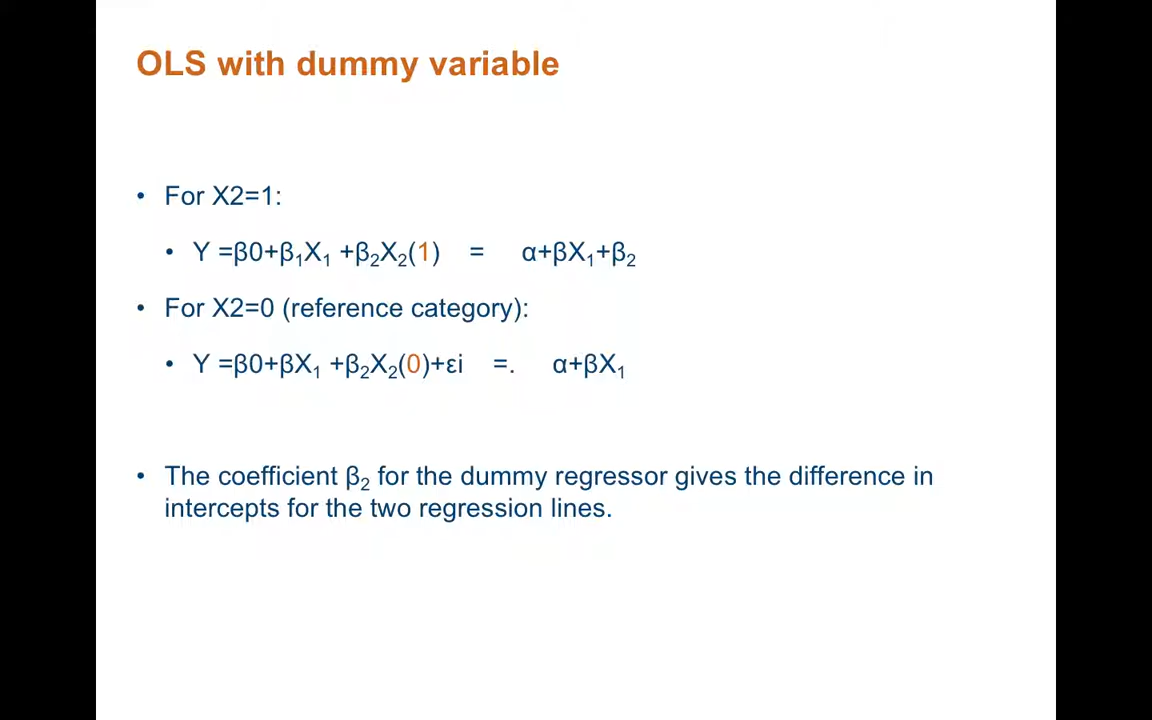 OLS with dummy variable
• For X2=1:
• Y =β0+β₁X₁ +β₂X₂(1) = α+βX₁+β₂
• For X2=0 (reference category):
• Y =β0+βX₁ +β₂X₂(0)+εi =. α+βX₁
• The coefficient β₂ for the dummy regressor gives the difference in
intercepts for the two regression lines.